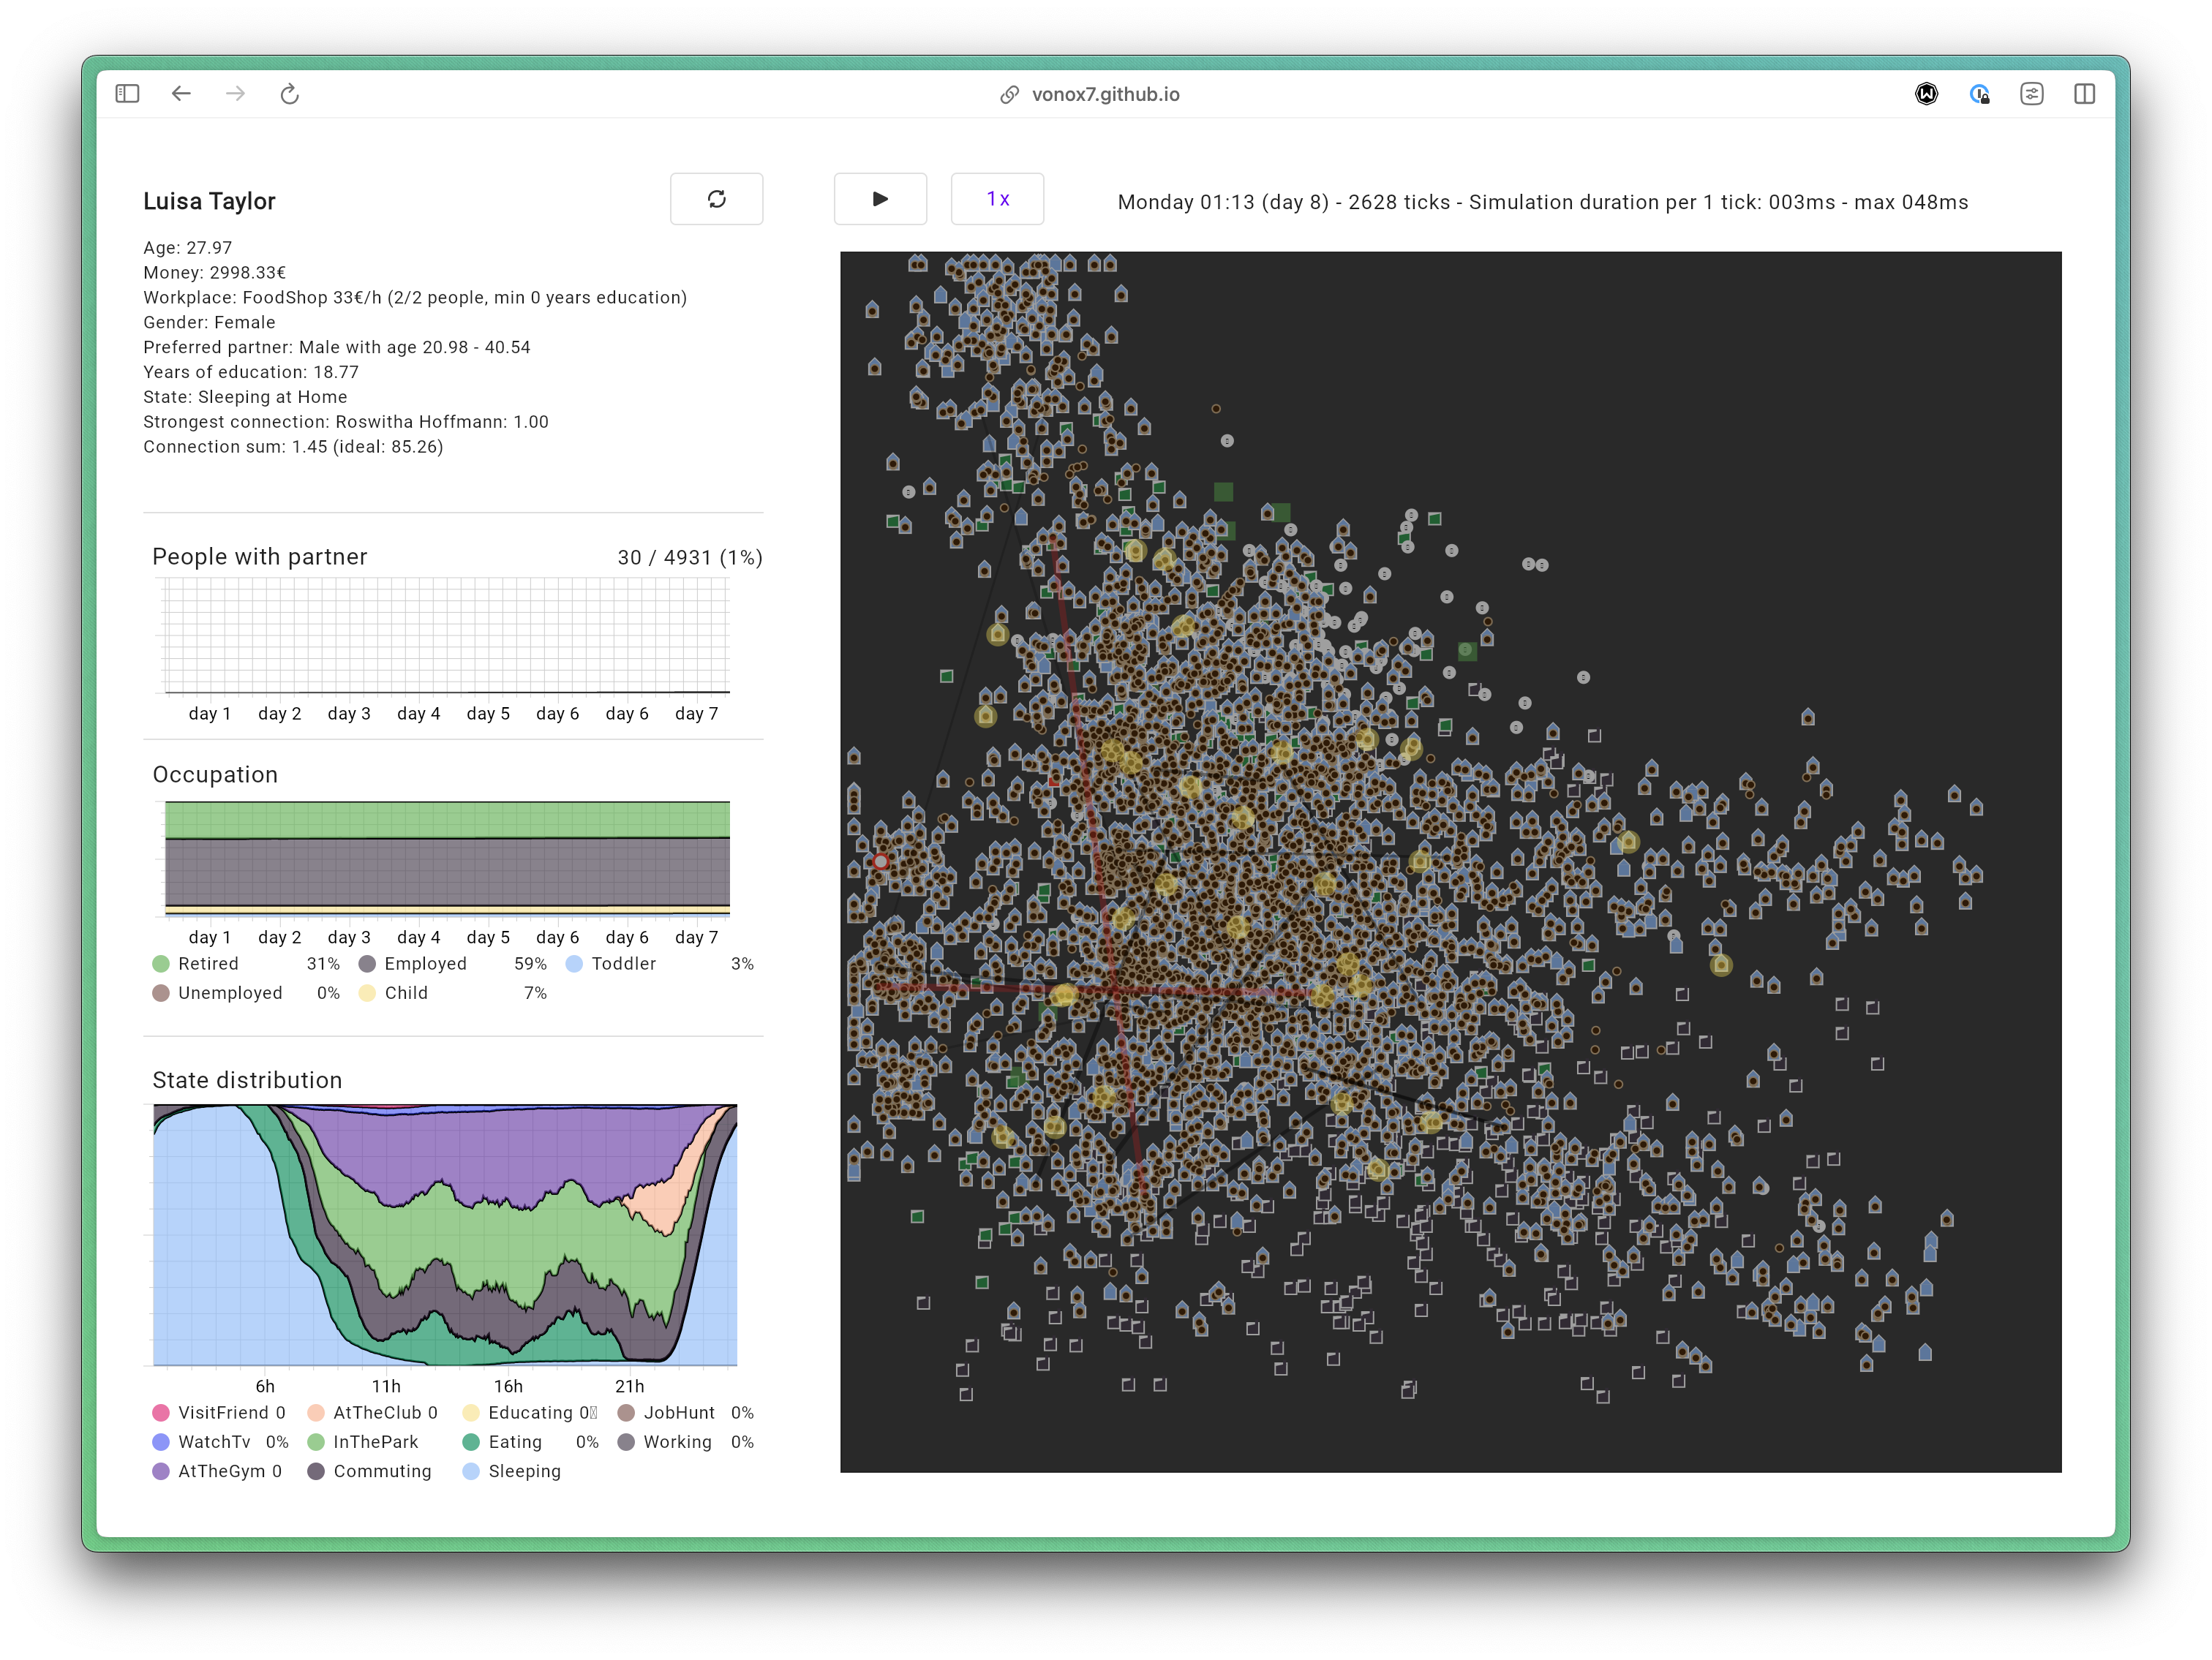 vonox7.github.io
Luisa Taylor
1x
Monday 01:13 (day 8) - 2628 ticks - Simulation duration per 1 tick: 003ms - max 048ms
Age: 27.97
Money: 2998.33€
Workplace: FoodShop 33€/h (2/2 people, min 0 years education)
Gender: Female
Preferred partner: Male with age 20.98 - 40.54
Years of education: 18.77
State: Sleeping at Home
Strongest connection: Roswitha Hoffmann: 1.00
Connection sum: 1.45 (ideal: 85.26)
People with partner 30 / 4931 (1%)
day 1 day 2 day 3 day 4 day 5 day 6 day 6 day 7
Occupation
day 1 day 2 day 3 day 4 day 5 day 6 day 6 day 7
Retired 31% Employed 59% Toddler 3%
Unemployed 0% Child 7%
State distribution
6h 11h 16h 21h
VisitFriend 0 AtTheClub 0 Educating 0 JobHunt 0%
WatchTv 0% InThePark Eating 0% Working 0%
AtTheGym 0 Commuting Sleeping